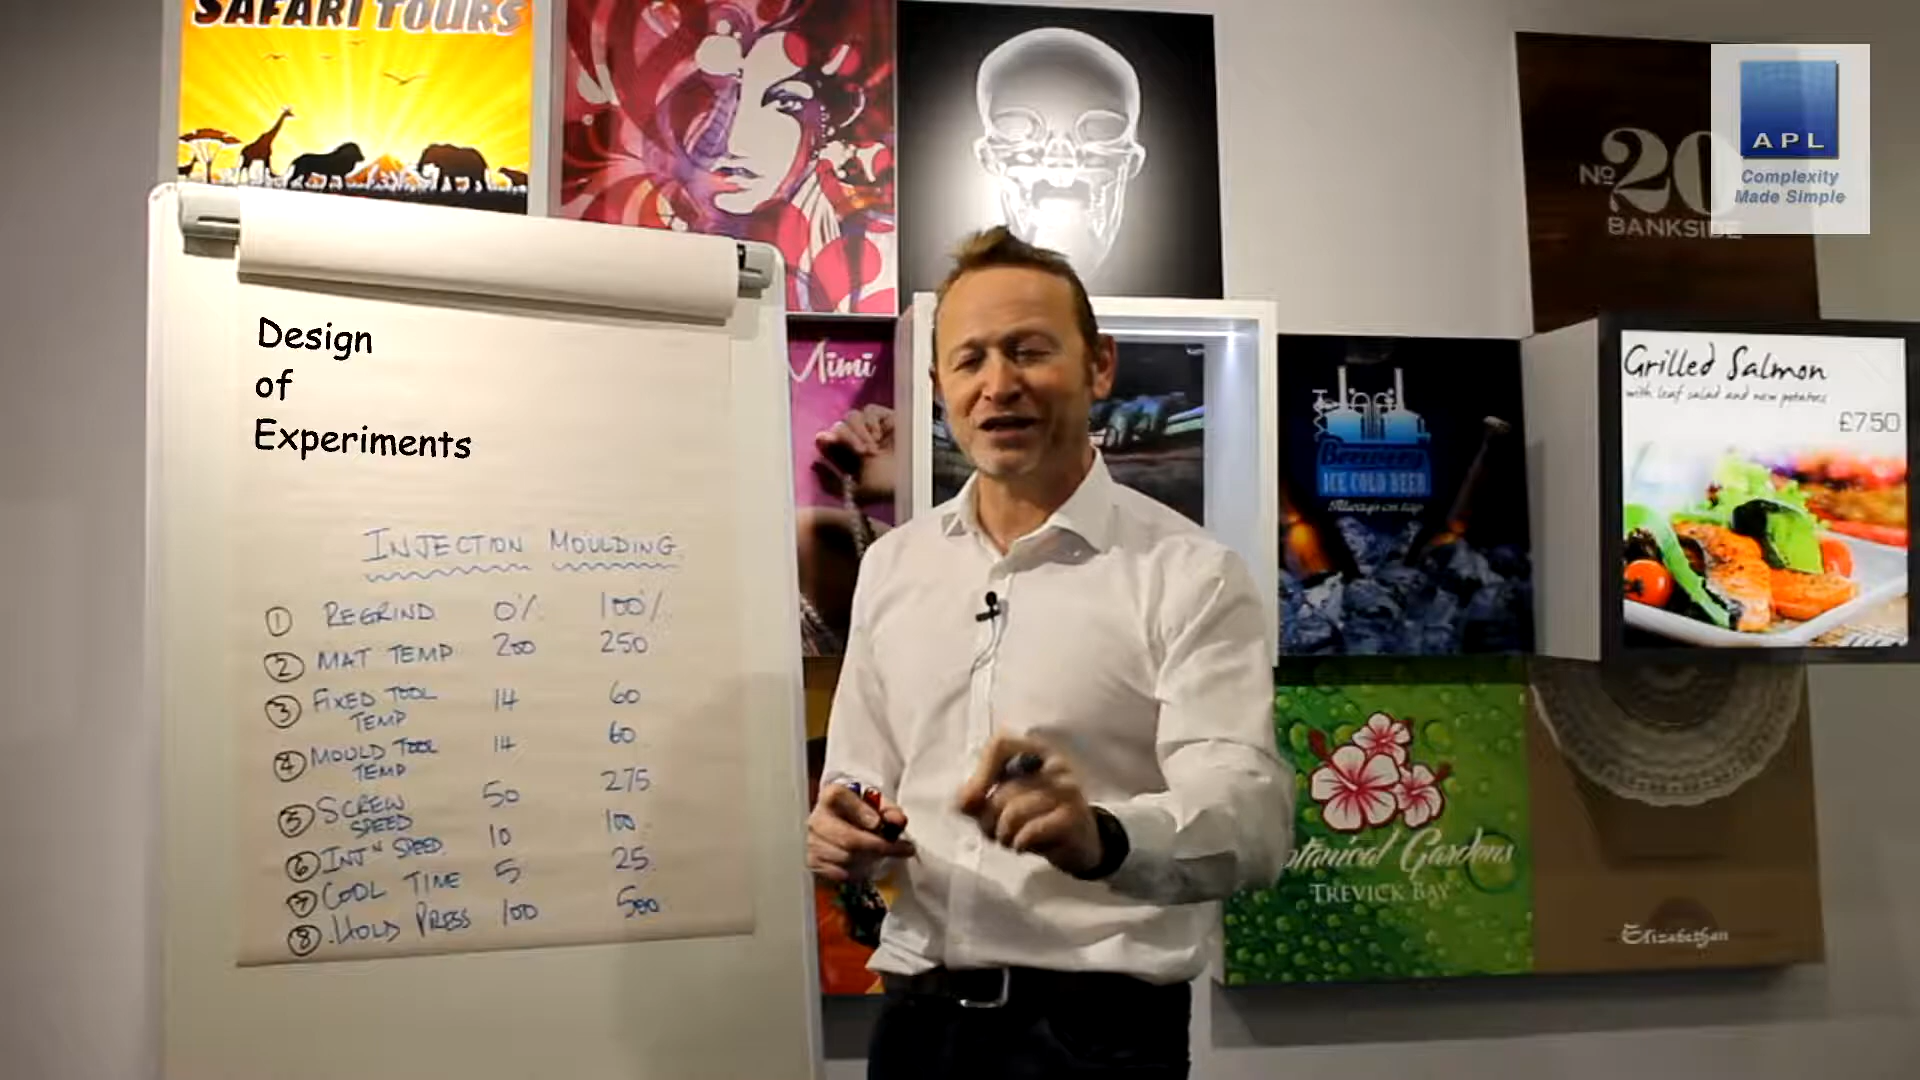 SAFARI TOURS
Design
of
Experiments
INJECTION MOULDING
1 REGRIND 0% 100%
2 MAT TEMP 200 250
3 FIXED TOOL TEMP 14 60
4 MOULD TOOL TEMP 14 60
5 SCREW SPEED 50 275
6 INJN SPEED 10 100
7 COOL TIME 5 25
8 HOLD PRESS 100 500
Mimi
ICE COLD BEER
Always on tap
Nº20
BANKSIDE
APL
Complexity
Made Simple
Grilled Salmon
with leaf salad and new potatoes
£7.50
Botanical Gardens
TREVICK BAY
Elizabethan